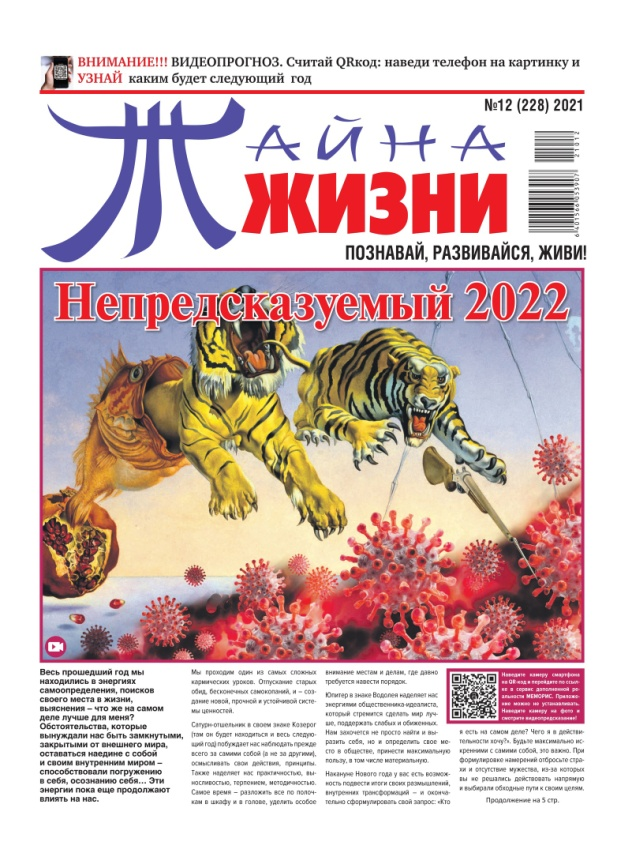 ВНИМАНИЕ!!! ВИДЕОПРОГНОЗ. Считай QRкод: наведи телефон на картинку и
УЗНАЙ каким будет следующий год
№12 (228) 2021
ТАЙНА
ЖИЗНИ
21012
6401566053907
ПОЗНАВАЙ, РАЗВИВАЙСЯ, ЖИВИ!
Непредсказуемый 2022
Весь прошедший год мы
находились в энергиях
самоопределения, поисков
своего места в жизни,
выяснения – что же на самом
деле лучше для меня?
Обстоятельства, которые
вынуждали нас быть замкнутыми,
закрытыми от внешнего мира,
оставаться наедине с собой
и своим внутренним миром –
способствовали погружению
в себя, осознанию себя... Эти
энергии пока еще продолжают
влиять на нас.
Мы проходим один из самых сложных
кармических уроков. Отпускание старых
обид, бесконечных самокопаний, и – соз-
дание новой, прочной и устойчивой систе-
мы ценностей.
Сатурн-отшельник в своем знаке Козерог
(там он будет находиться и весь следую-
щий год) побуждает нас наблюдать прежде
всего за собой (а не за другими), заново
осмысливать свои действия, принципы.
Также наделяет нас практичностью, вы-
носливостью, терпением, методичностью.
Самое время – разложить все по полоч-
кам в шкафу и в голове, уделить особое
внимание местам и делам, где давно
требуется навести порядок.
Юпитер в знаке Водолея наделяет нас
энергиями общественника-идеалиста,
который стремится сделать мир луч-
ше, поддержать слабых и обиженных.
Нам захочется не просто найти и вы-
разить себя, но и определить свое ме-
сто в обществе, принести максимальную
пользу, в том числе материальную.
Накануне Нового года у вас есть возмож-
ность подвести итоги своих размышлений,
внутренних трансформаций – и оконча-
тельно сформулировать свой запрос: «Кто
Наведите камеру смартфона
на QR-код и перейдите по ссыл-
ке в сервис дополненной ре-
альности МЕМОРИС. Приложе-
ние можно не устанавливать.
Наведите камеру на фото и
смотрите видеопредсказание!
я есть на самом деле? Чего я в действи-
тельности хочу?». Будьте максимально ис-
кренними с самими собой, это важно. При
формулировке намерений отбросьте стра-
хи и отсутствие мужества, из-за которых
вы не решались действовать напрямую
и выбирали обходные пути к своим целям.
Продолжение на 5 стр.